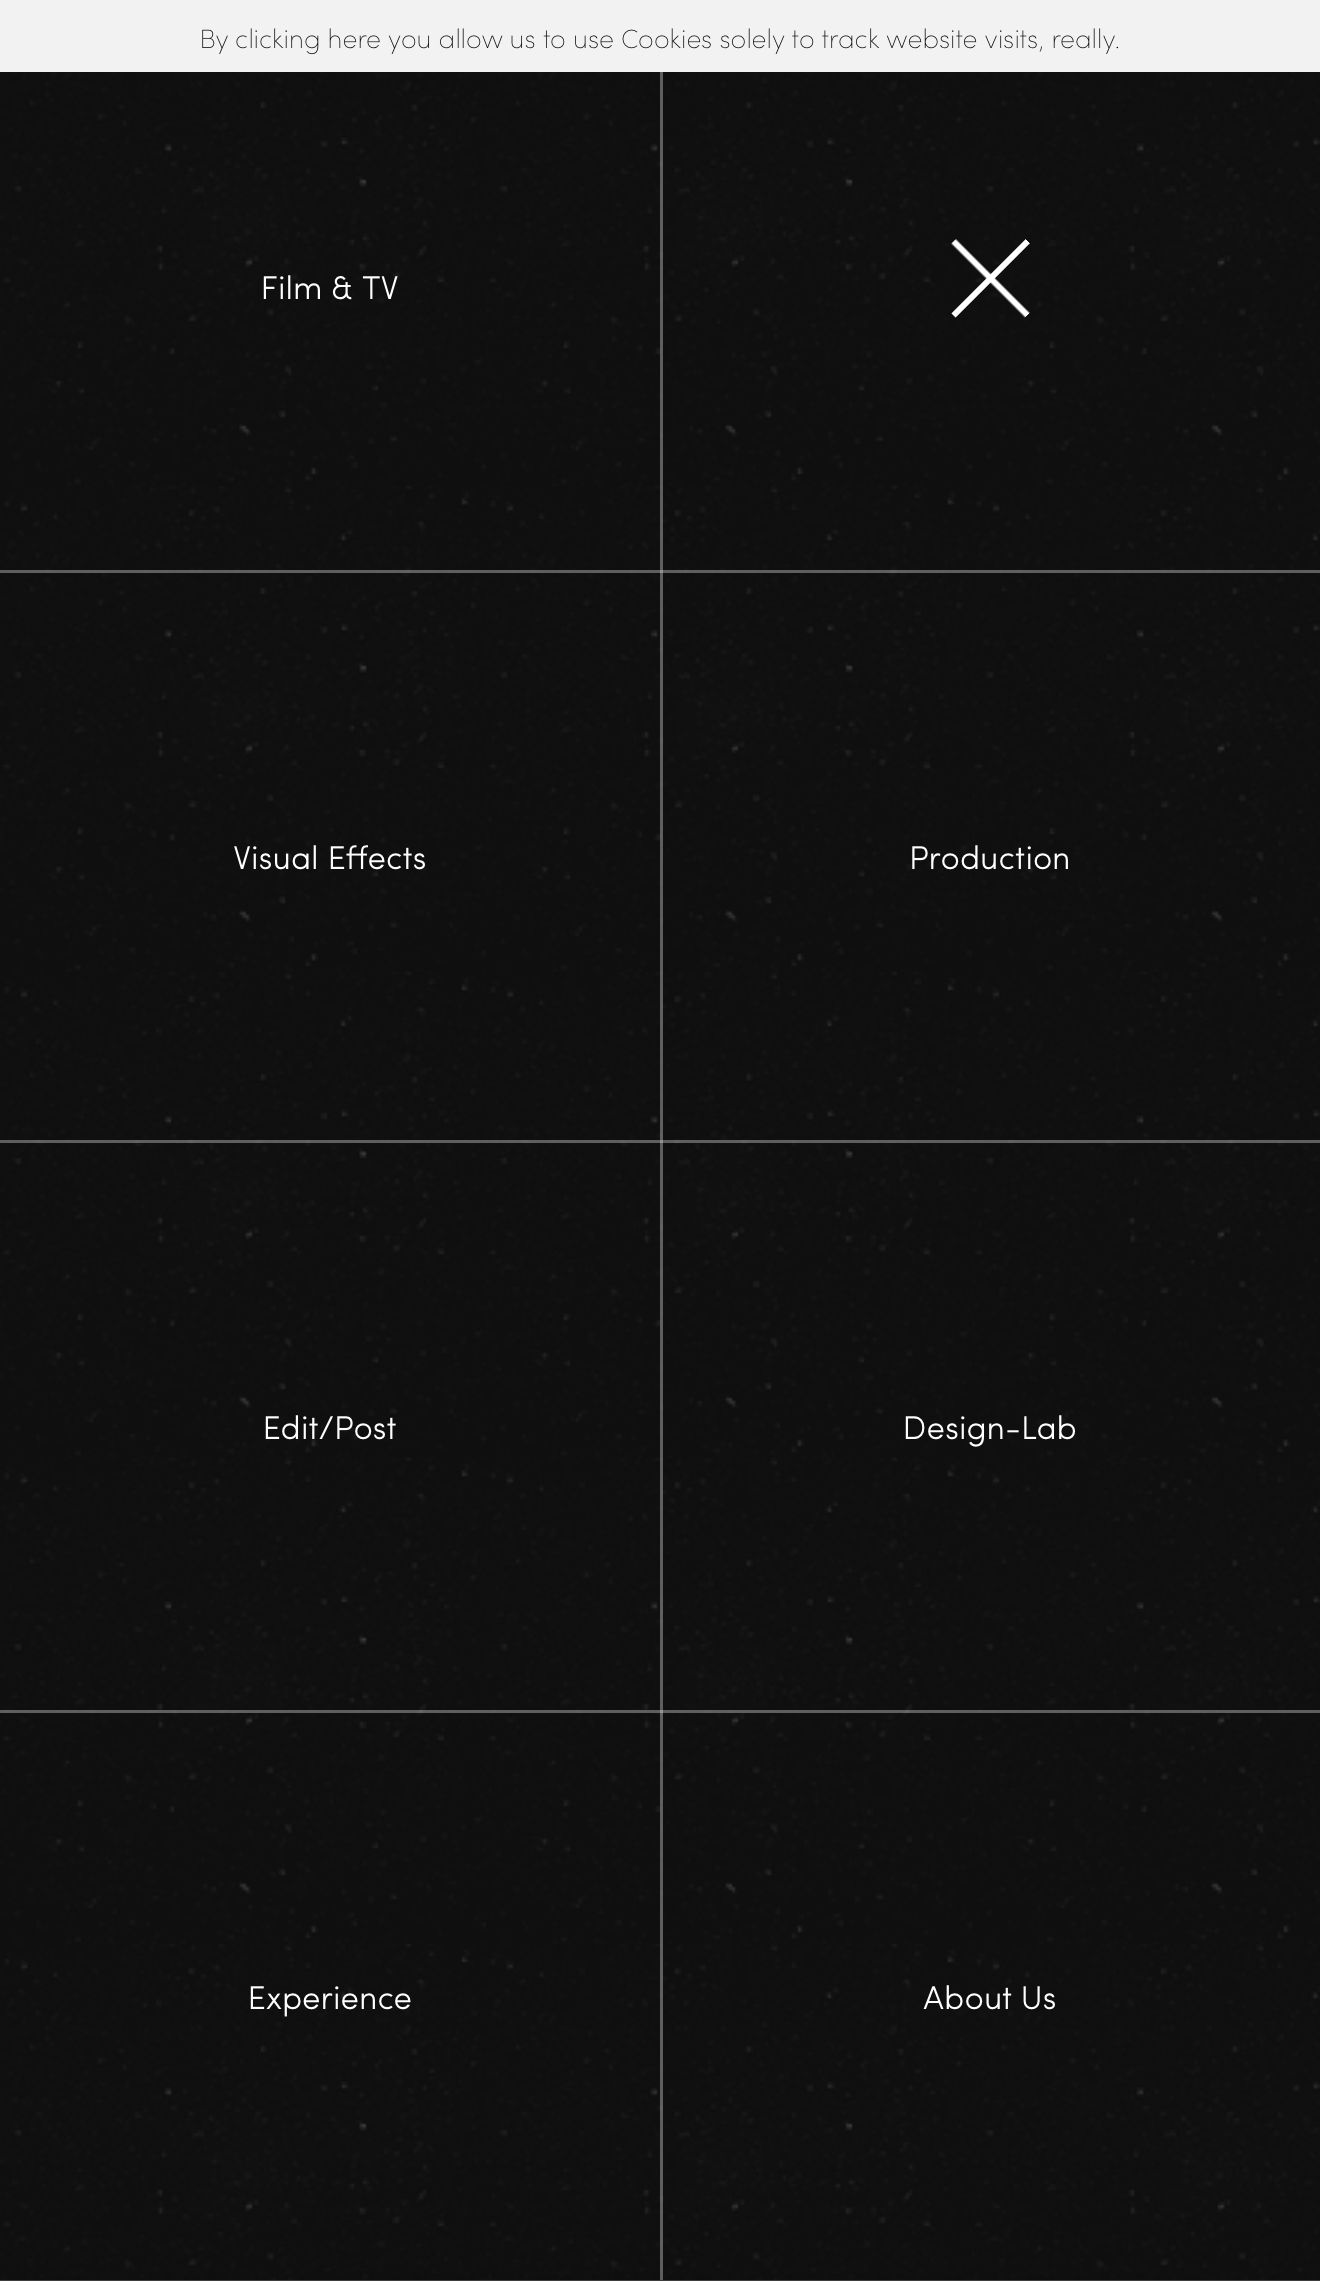 By clicking here you allow us to use Cookies solely to track website visits, really.
Film & TV
Visual Effects
Production
Edit/Post
Design-Lab
Experience
About Us